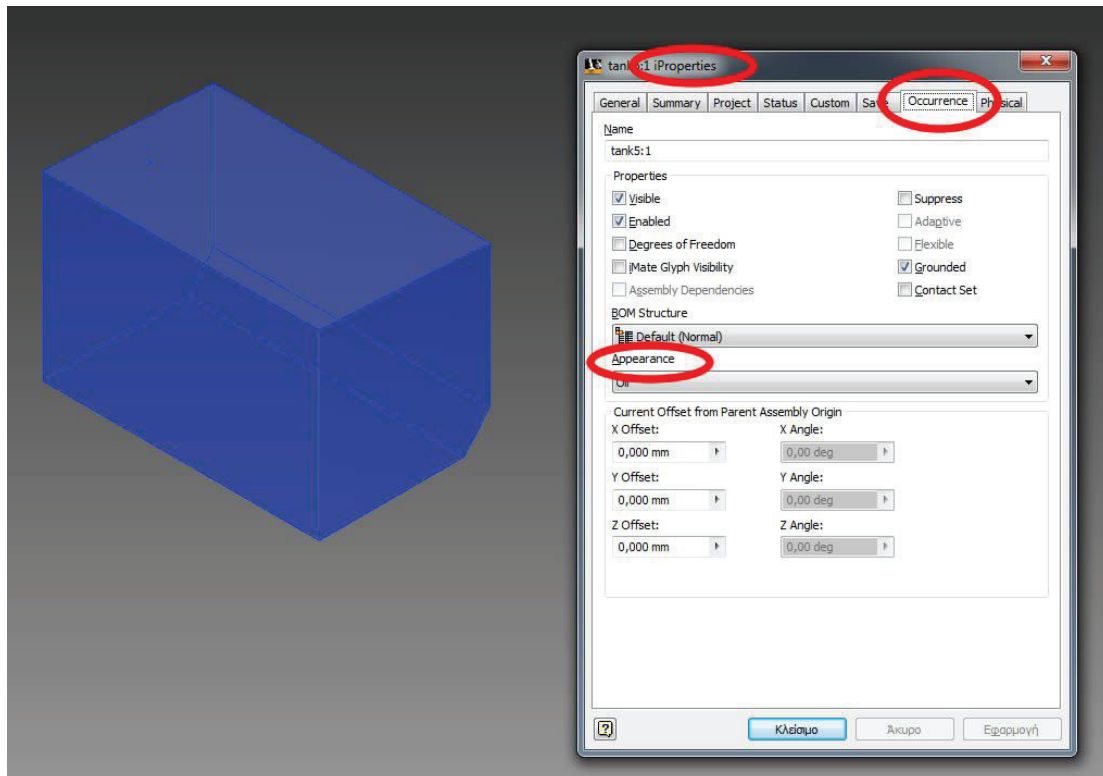 tank5:1 iProperties
General Summary Project Status Custom Save Occurrence Physical
Name
tank5:1
Properties
Visible Suppress
Enabled Adaptive
Degrees of Freedom Flexible
iMate Glyph Visibility Grounded
Assembly Dependencies Contact Set
BOM Structure
Default (Normal)
Appearance
Oil
Current Offset from Parent Assembly Origin
X Offset: X Angle:
0,000 mm 0,00 deg
Y Offset: Y Angle:
0,000 mm 0,00 deg
Z Offset: Z Angle:
0,000 mm 0,00 deg
Κλείσιμο Άκυρο Εφαρμογή